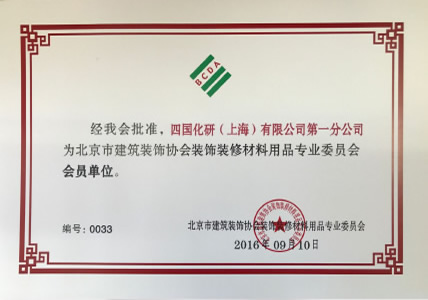 BCDA
经我会批准，四国化研（上海）有限公司第一分公司
为北京市建筑装饰协会装饰装修材料用品专业委员会
会员单位。
编号：0033
北京市建筑装饰协会装饰装修材料用品专业委员会
2016年09月10日